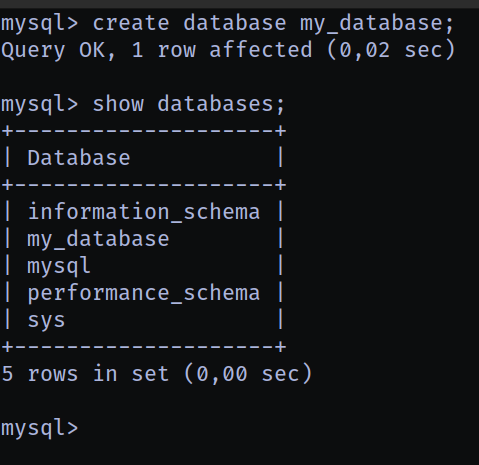 mysql> create database my_database;
Query OK, 1 row affected (0,02 sec)

mysql> show databases;
+--------------------+
| Database           |
+--------------------+
| information_schema |
| my_database        |
| mysql              |
| performance_schema |
| sys                |
+--------------------+
5 rows in set (0,00 sec)

mysql>